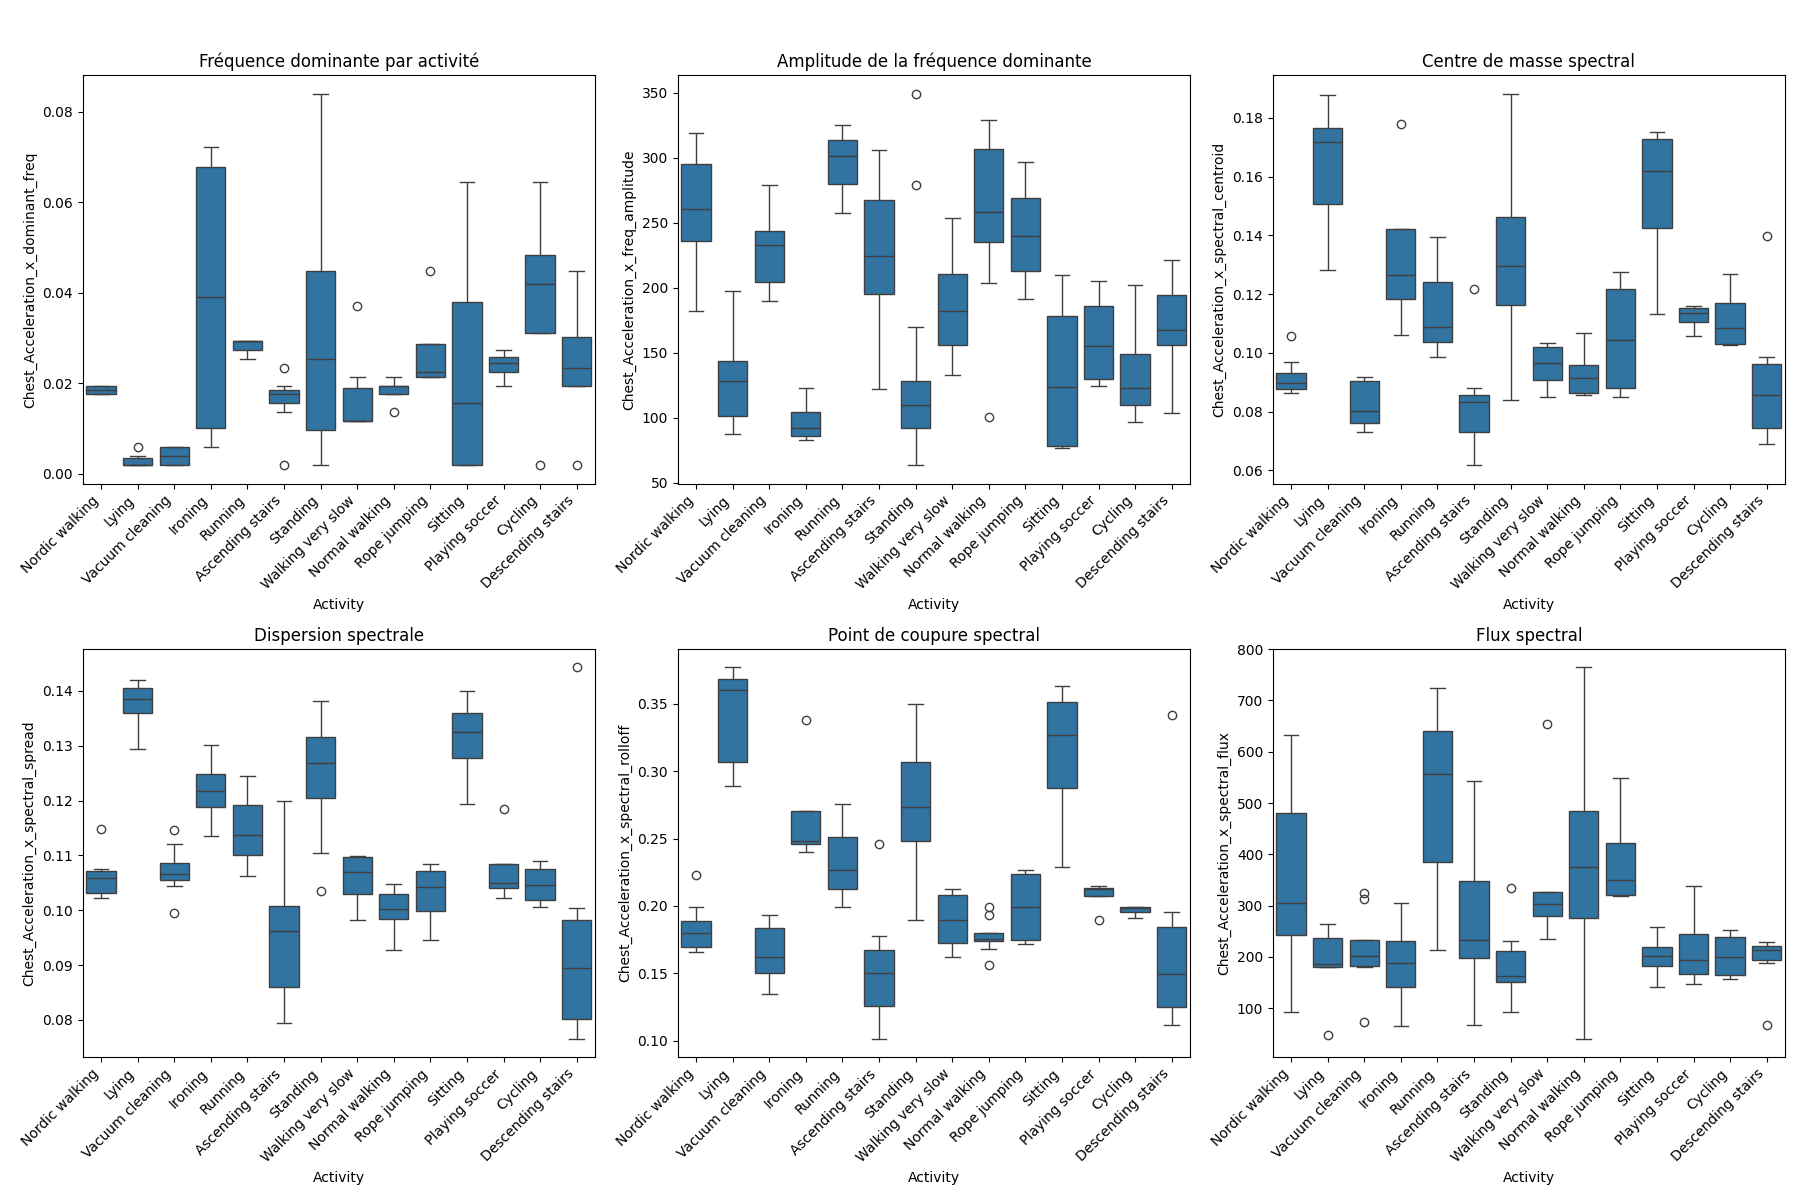 Fréquence dominante par activité
Chest_Acceleration_x_dominant_freq
0.08
0.06
0.04
0.02
0.00
Nordic walking
Lying
Vacuum cleaning
Ironing
Running
Ascending stairs
Standing
Walking very slow
Normal walking
Rope jumping
Sitting
Playing soccer
Cycling
Descending stairs
Activity
Amplitude de la fréquence dominante
Chest_Acceleration_x_freq_amplitude
350
300
250
200
150
100
50
Nordic walking
Lying
Vacuum cleaning
Ironing
Running
Ascending stairs
Standing
Walking very slow
Normal walking
Rope jumping
Sitting
Playing soccer
Cycling
Descending stairs
Activity
Centre de masse spectral
Chest_Acceleration_x_spectral_centroid
0.18
0.16
0.14
0.12
0.10
0.08
0.06
Nordic walking
Lying
Vacuum cleaning
Ironing
Running
Ascending stairs
Standing
Walking very slow
Normal walking
Rope jumping
Sitting
Playing soccer
Cycling
Descending stairs
Activity
Dispersion spectrale
Chest_Acceleration_x_spectral_spread
0.14
0.13
0.12
0.11
0.10
0.09
0.08
Nordic walking
Lying
Vacuum cleaning
Ironing
Running
Ascending stairs
Standing
Walking very slow
Normal walking
Rope jumping
Sitting
Playing soccer
Cycling
Descending stairs
Activity
Point de coupure spectral
Chest_Acceleration_x_spectral_rolloff
0.35
0.30
0.25
0.20
0.15
0.10
Nordic walking
Lying
Vacuum cleaning
Ironing
Running
Ascending stairs
Standing
Walking very slow
Normal walking
Rope jumping
Sitting
Playing soccer
Cycling
Descending stairs
Activity
Flux spectral
Chest_Acceleration_x_spectral_flux
800
700
600
500
400
300
200
100
Nordic walking
Lying
Vacuum cleaning
Ironing
Running
Ascending stairs
Standing
Walking very slow
Normal walking
Rope jumping
Sitting
Playing soccer
Cycling
Descending stairs
Activity